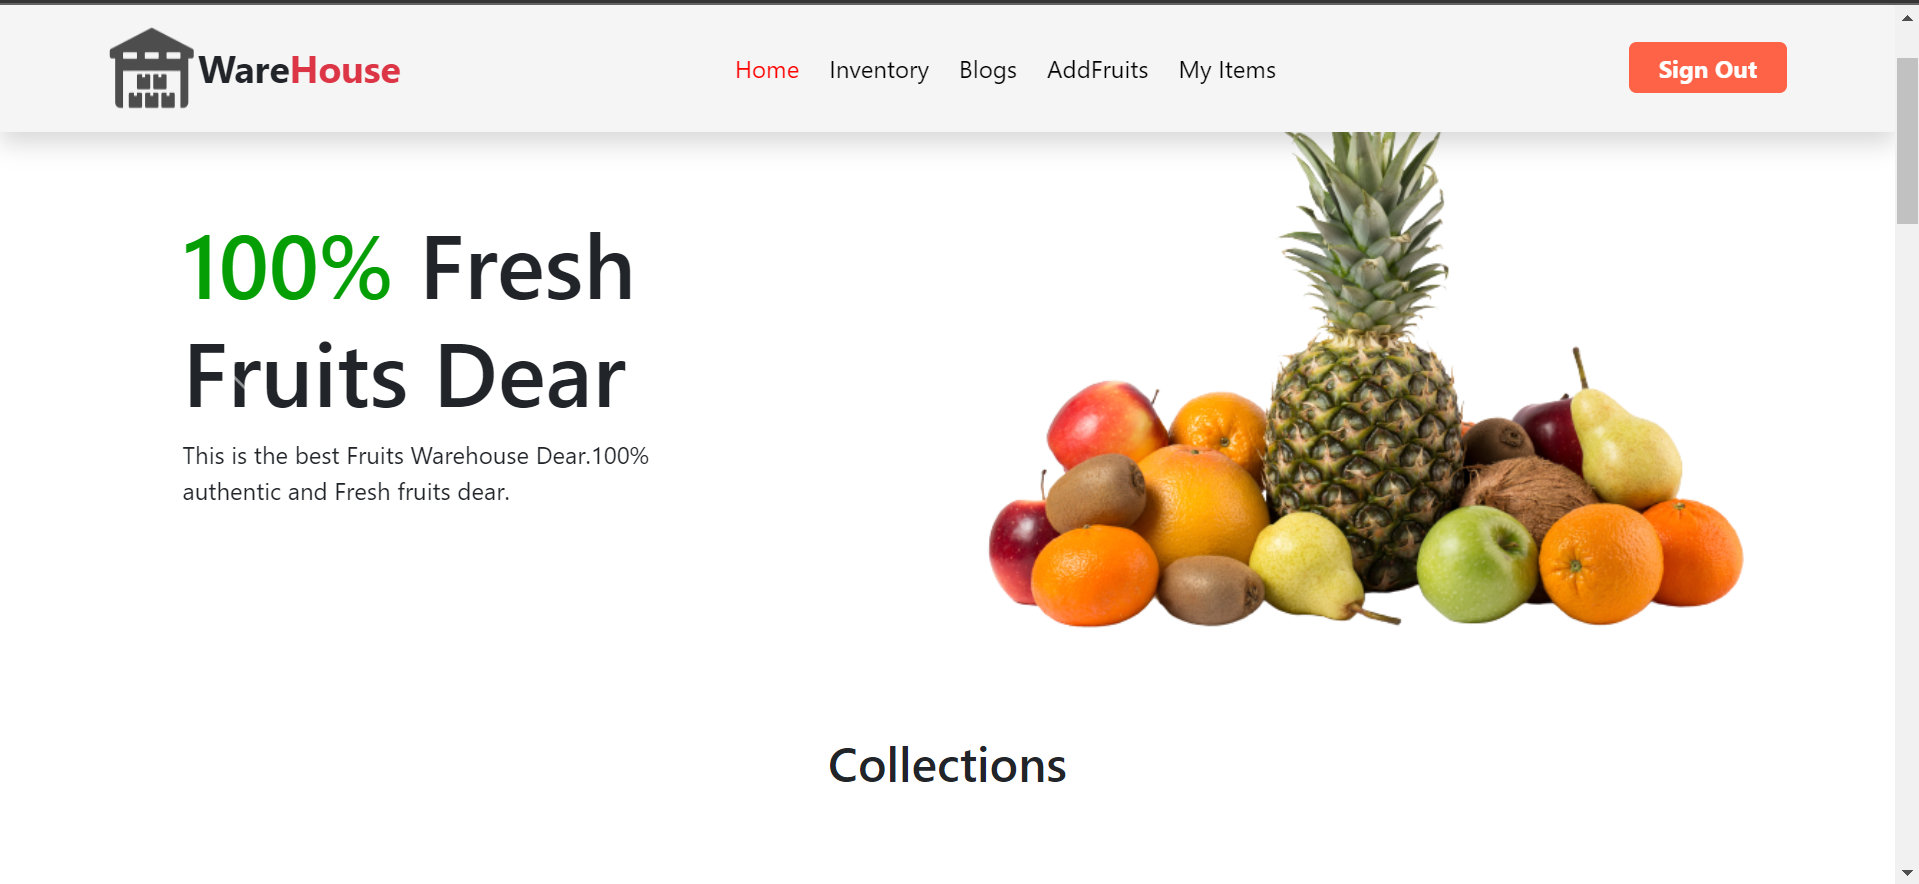 WareHouse
Home Inventory Blogs AddFruits My Items
Sign Out
100% Fresh
Fruits Dear
This is the best Fruits Warehouse Dear.100%
authentic and Fresh fruits dear.
Collections